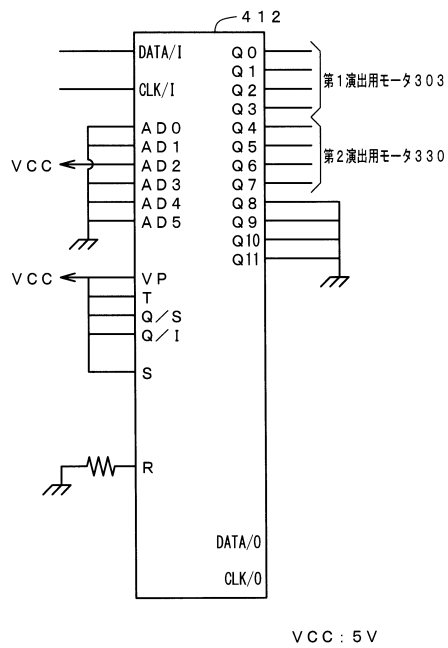 412
DATA/I
CLK/I
AD0
AD1
VCC
AD2
AD3
AD4
AD5
VCC
VP
T
Q/S
Q/I
S
R
Q0
Q1
Q2
Q3
第1演出用モータ303
Q4
Q5
Q6
Q7
第2演出用モータ330
Q8
Q9
Q10
Q11
DATA/O
CLK/O
VCC:5V